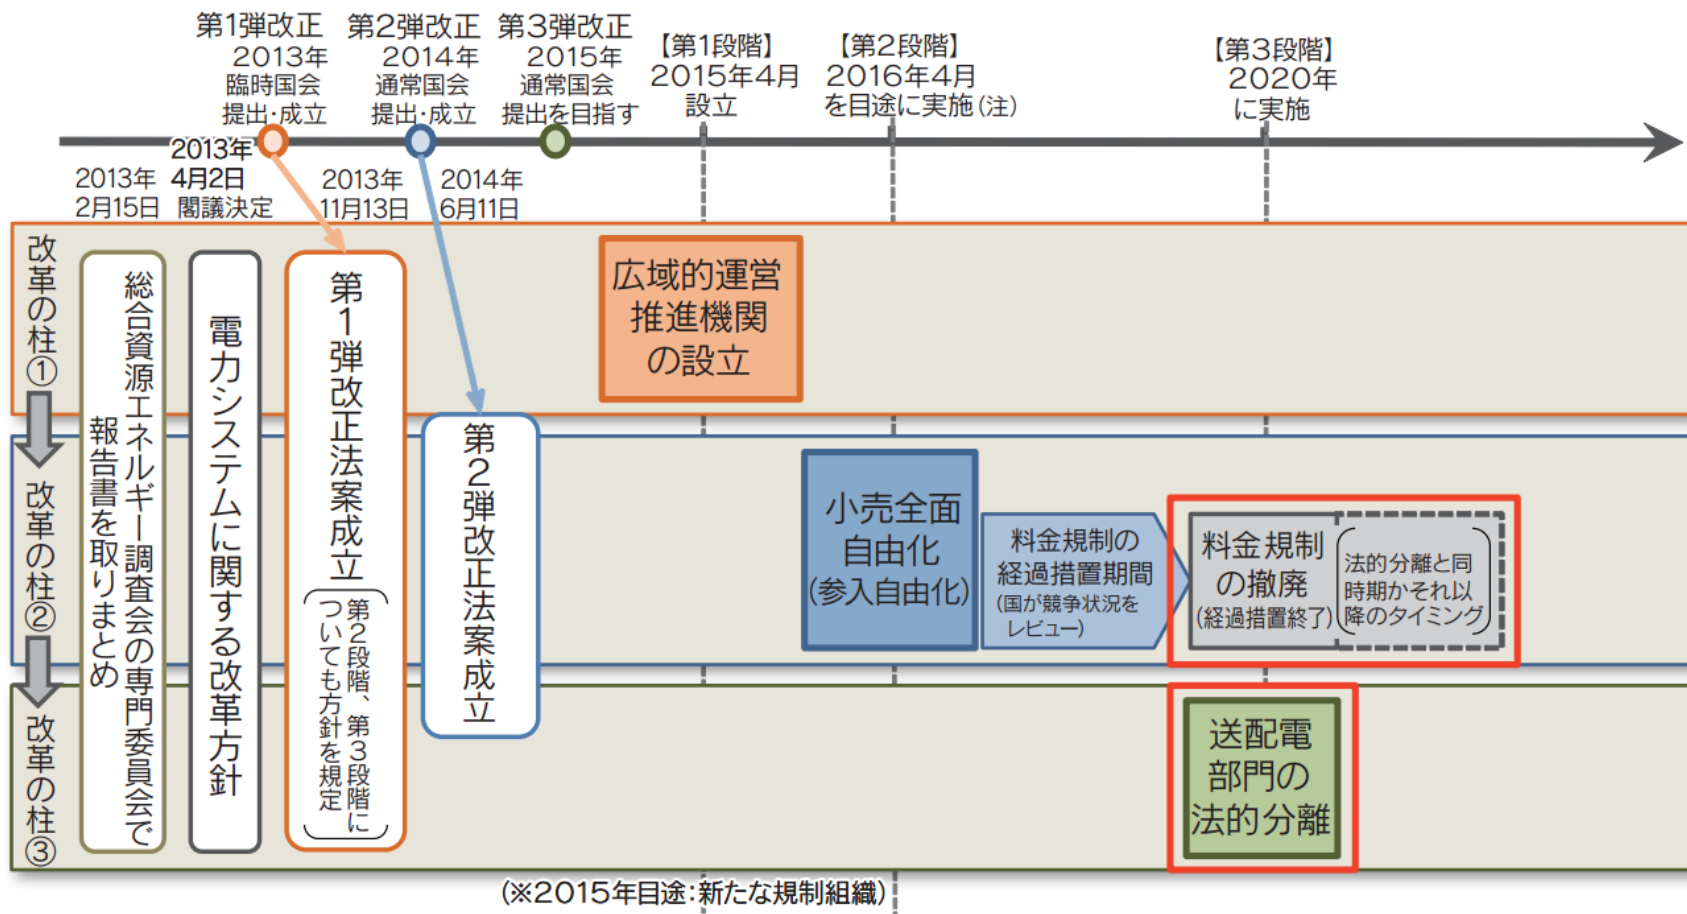 第1弾改正
2013年
臨時国会
提出・成立
第2弾改正
2014年
通常国会
提出・成立
第3弾改正
2015年
通常国会
提出を目指す
【第1段階】
2015年4月
設立
【第2段階】
2016年4月
を目途に実施(注)
【第3段階】
2020年
に実施
2013年
2月15日
2013年
4月2日
閣議決定
2013年
11月13日
2014年
6月11日
改革の柱①
改革の柱②
改革の柱③
総合資源エネルギー調査会の専門委員会で
報告書を取りまとめ
電力システムに関する改革方針
第1弾改正法案成立
(第2段階、第3段階に
ついても方針を規定)
第2弾改正法案成立
広域的運営
推進機関
の設立
小売全面
自由化
(参入自由化)
料金規制の
経過措置期間
(国が競争状況を
レビュー)
料金規制
の撤廃
(経過措置終了)
(法的分離と同
時期かそれ以
降のタイミング)
送配電
部門の
法的分離
(※2015年目途:新たな規制組織)